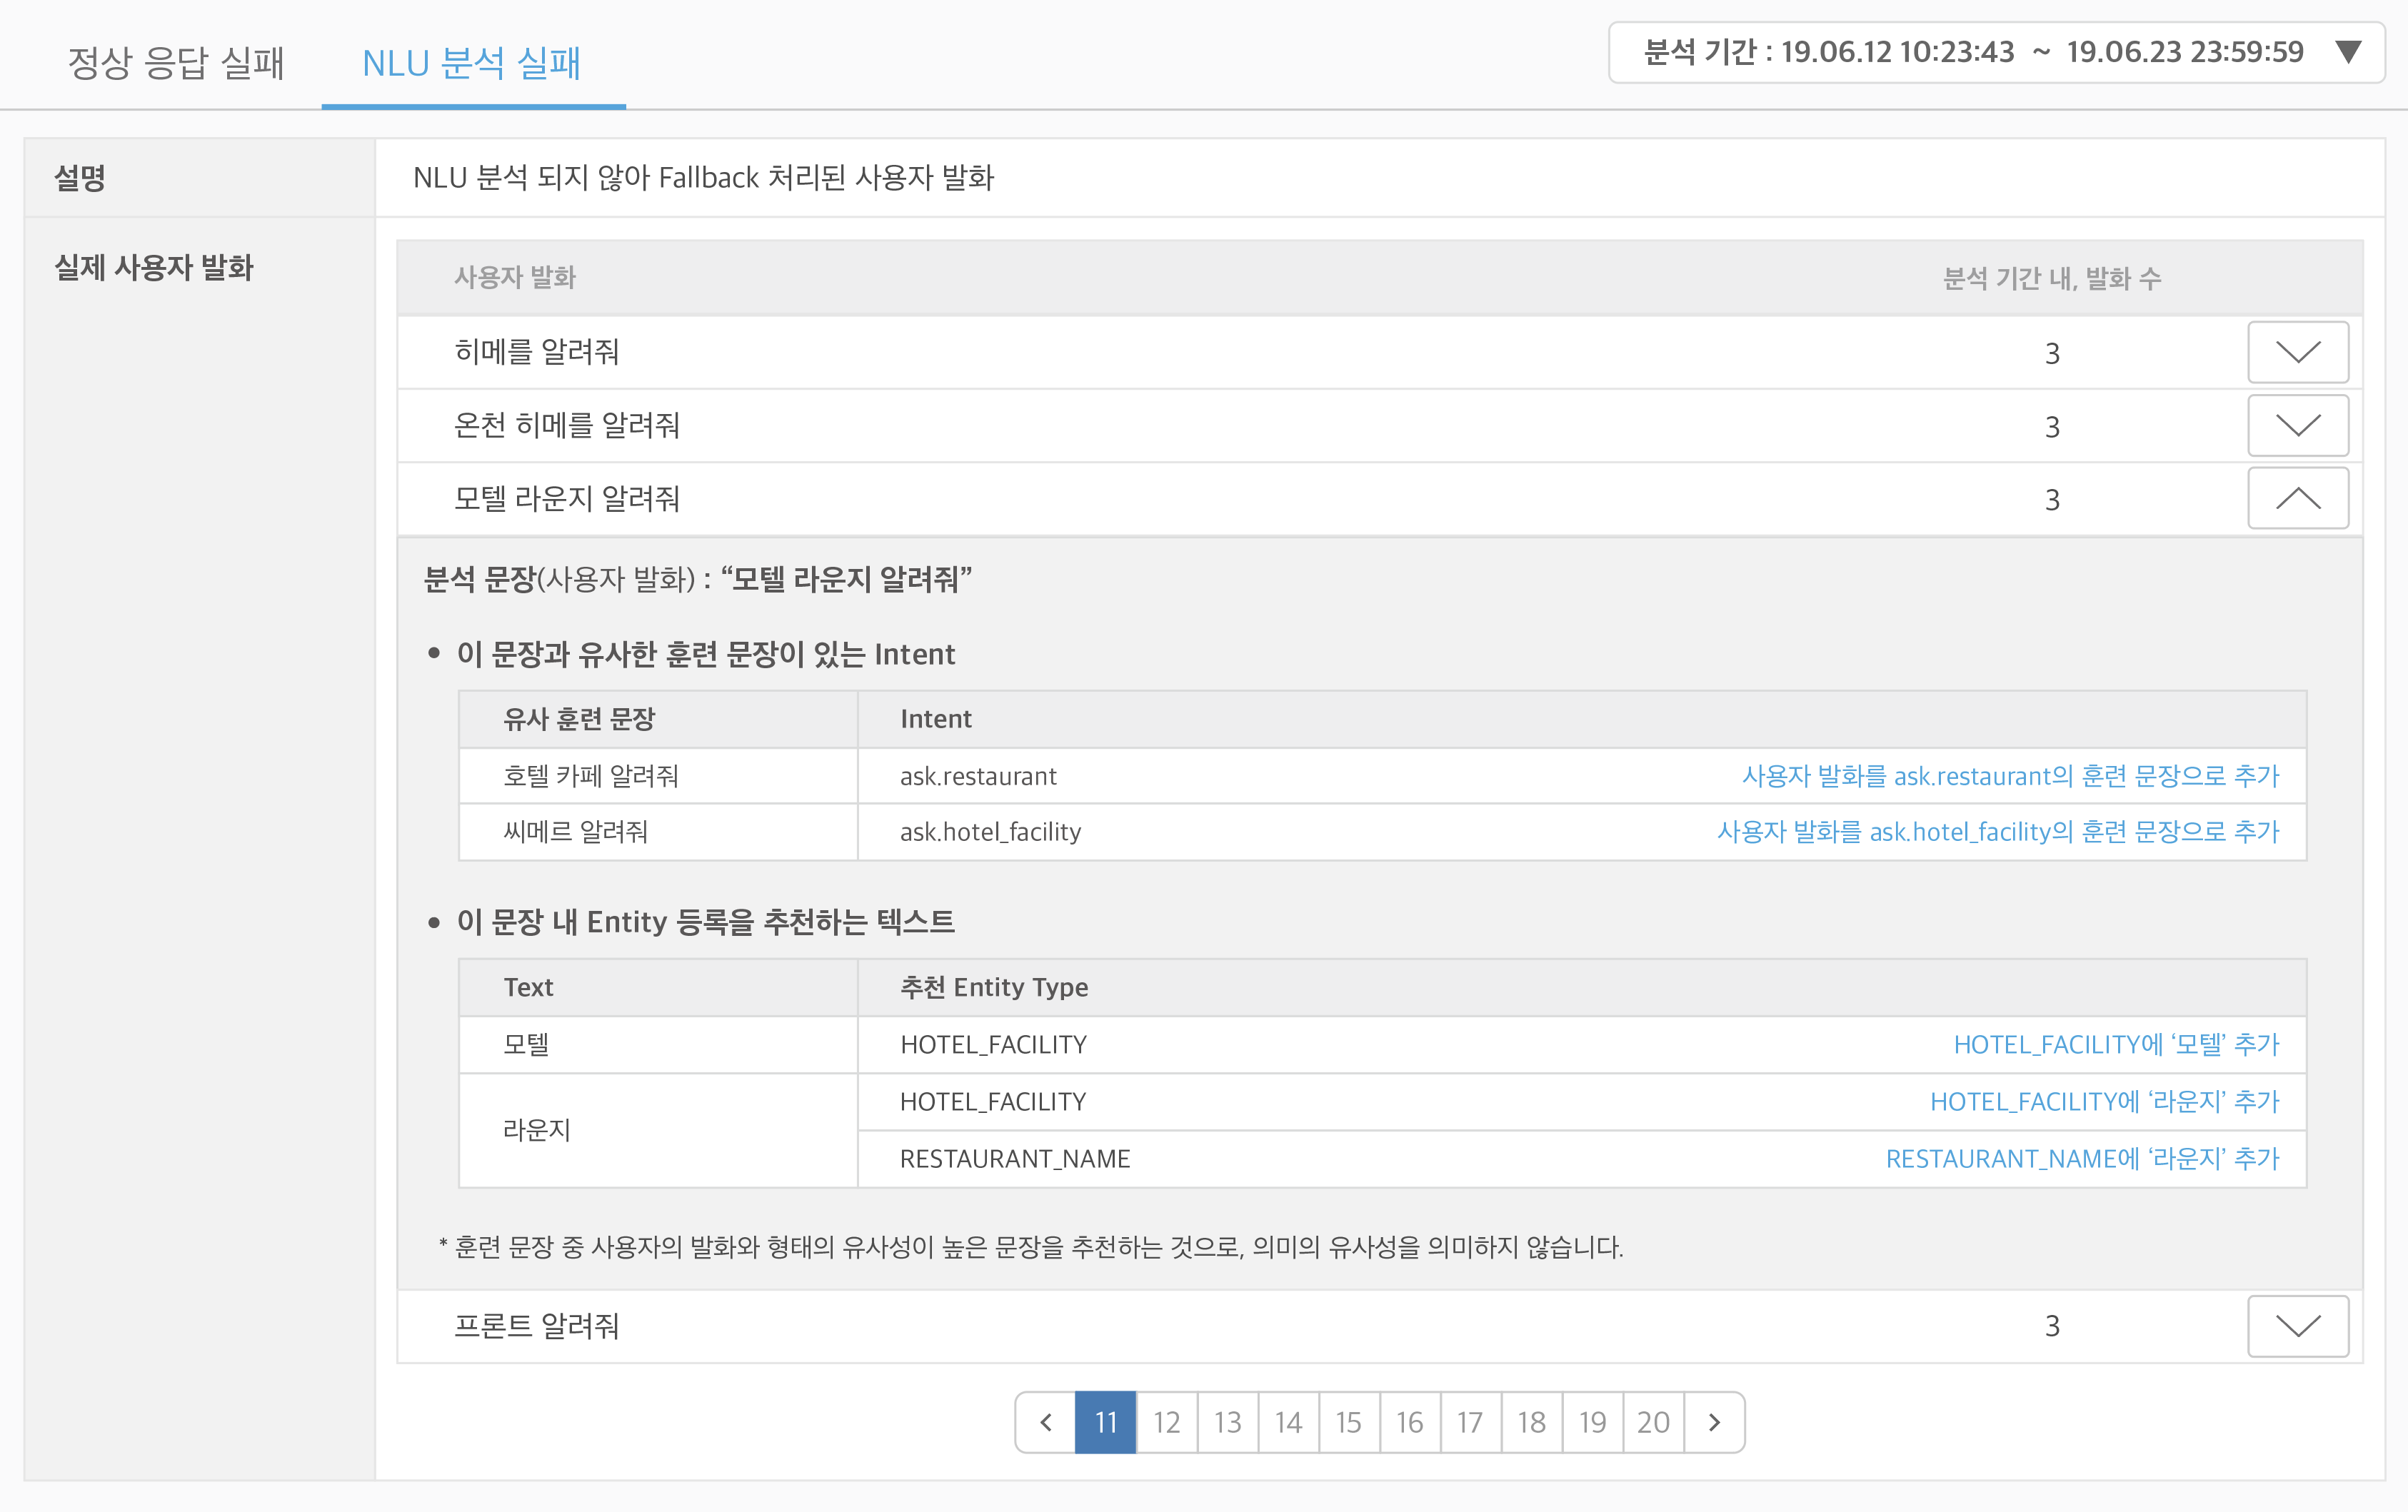 정상 응답 실패
NLU 분석 실패
분석 기간 : 19.06.12 10:23:43 ~ 19.06.23 23:59:59 ▼
설명
NLU 분석 되지 않아 Fallback 처리된 사용자 발화
실제 사용자 발화
사용자 발화
분석 기간 내, 발화 수
히메를 알려줘
3
온천 히메를 알려줘
3
모텔 라운지 알려줘
3
분석 문장(사용자 발화) : “모텔 라운지 알려줘”
• 이 문장과 유사한 훈련 문장이 있는 Intent
유사 훈련 문장
Intent
호텔 카페 알려줘
ask.restaurant
사용자 발화를 ask.restaurant의 훈련 문장으로 추가
씨메르 알려줘
ask.hotel_facility
사용자 발화를 ask.hotel_facility의 훈련 문장으로 추가
• 이 문장 내 Entity 등록을 추천하는 텍스트
Text
추천 Entity Type
모텔
HOTEL_FACILITY
HOTEL_FACILITY에 ‘모텔’ 추가
라운지
HOTEL_FACILITY
HOTEL_FACILITY에 ‘라운지’ 추가
RESTAURANT_NAME
RESTAURANT_NAME에 ‘라운지’ 추가
* 훈련 문장 중 사용자의 발화와 형태의 유사성이 높은 문장을 추천하는 것으로, 의미의 유사성을 의미하지 않습니다.
프론트 알려줘
3
< 11 12 13 14 15 16 17 18 19 20 >